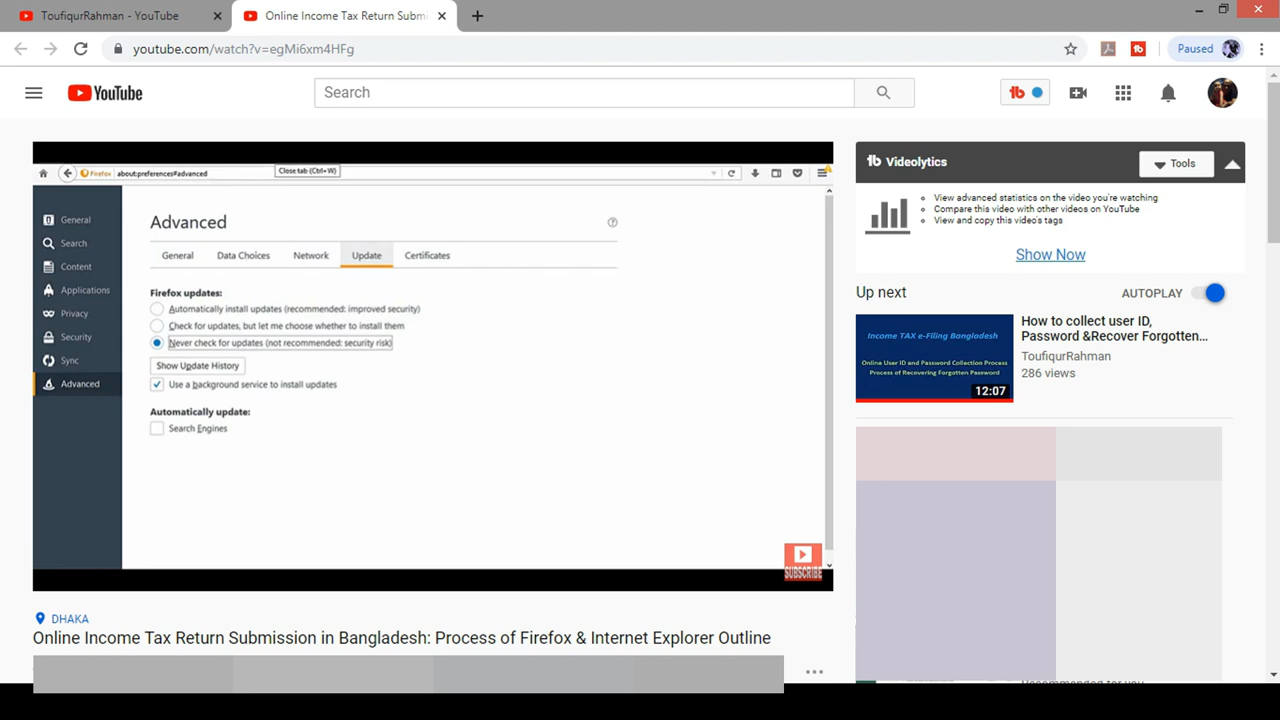 ToufiqurRahman - YouTube
Online Income Tax Return Submi
youtube.com/watch?v=egMi6xm4HFg
Paused
YouTube
Search
Firefox
about:preferences#advanced
Close tab (Ctrl+W)
General
Search
Content
Applications
Privacy
Security
Sync
Advanced
Advanced
General Data Choices Network Update Certificates
Firefox updates:
Automatically install updates (recommended: improved security)
Check for updates, but let me choose whether to install them
Never check for updates (not recommended: security risk)
Show Update History
Use a background service to install updates
Automatically update:
Search Engines
SUBSCRIBE
DHAKA
Online Income Tax Return Submission in Bangladesh: Process of Firefox & Internet Explorer Outline
Videolytics
Tools
View advanced statistics on the video you're watching
Compare this video with other videos on YouTube
View and copy this video's tags
Show Now
Up next
AUTOPLAY
Income TAX e-Filing Bangladesh
Online User ID and Password Collection Process
Process of Recovering Forgotten Password
12:07
How to collect user ID,
Password &Recover Forgotten...
ToufiqurRahman
286 views